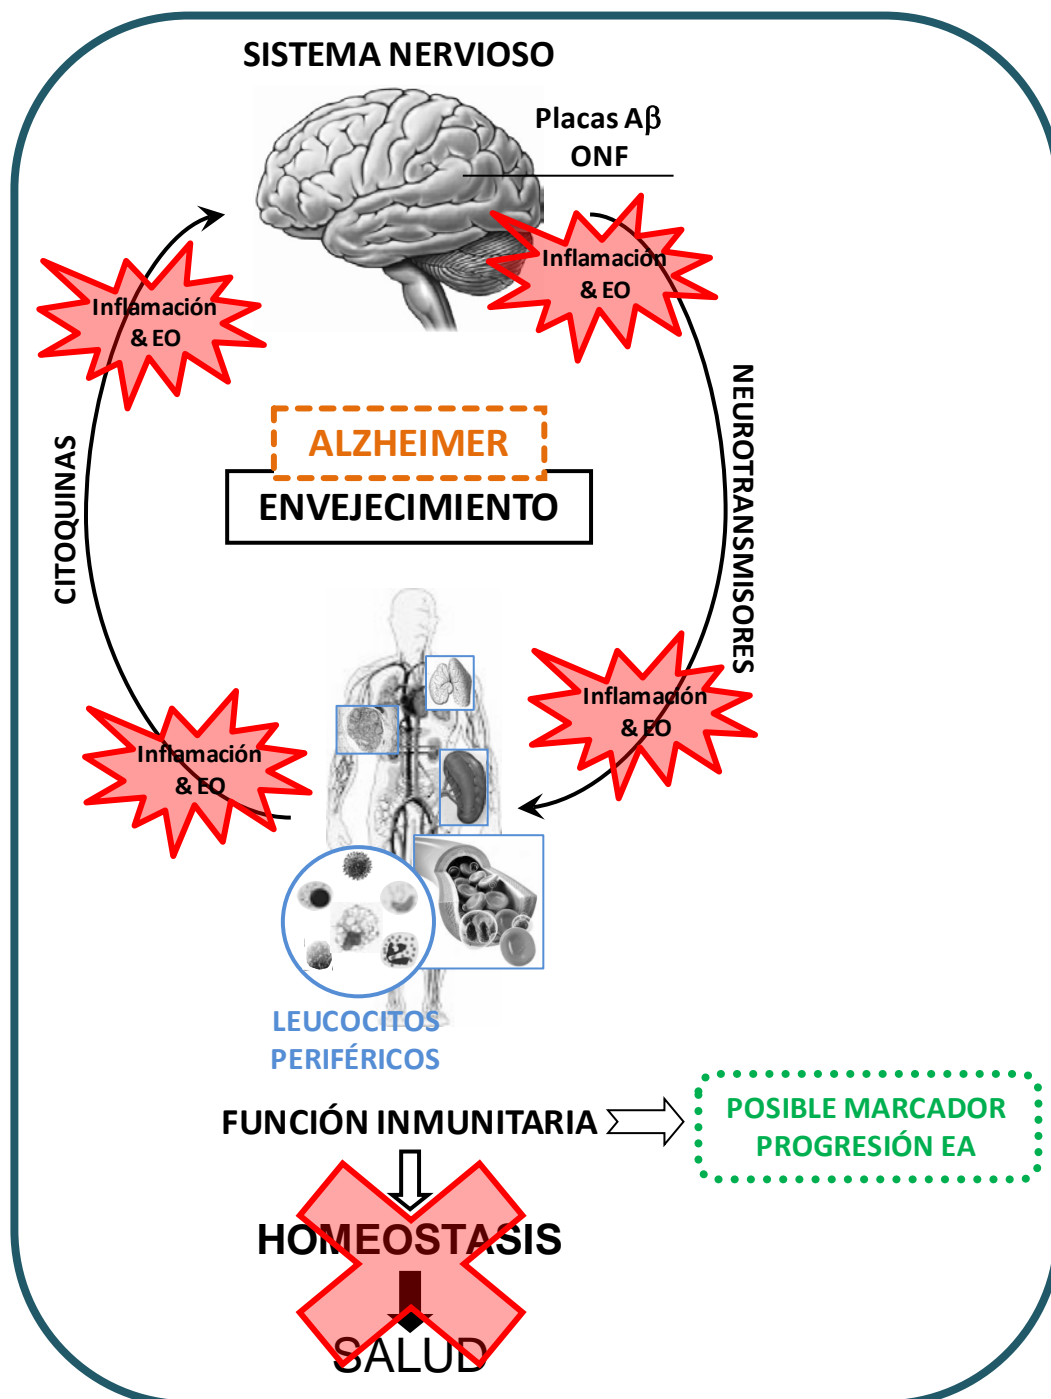 SISTEMA NERVIOSO
Placas Aβ
ONF
Inflamación
& EO
Inflamación
& EO
ALZHEIMER
ENVEJECIMIENTO
CITOQUINAS
NEUROTRANSMISORES
Inflamación
& EO
Inflamación
& EO
LEUCOCITOS
PERIFÉRICOS
FUNCIÓN INMUNITARIA
POSIBLE MARCADOR
PROGRESIÓN EA
HOMEOSTASIS
SALUD